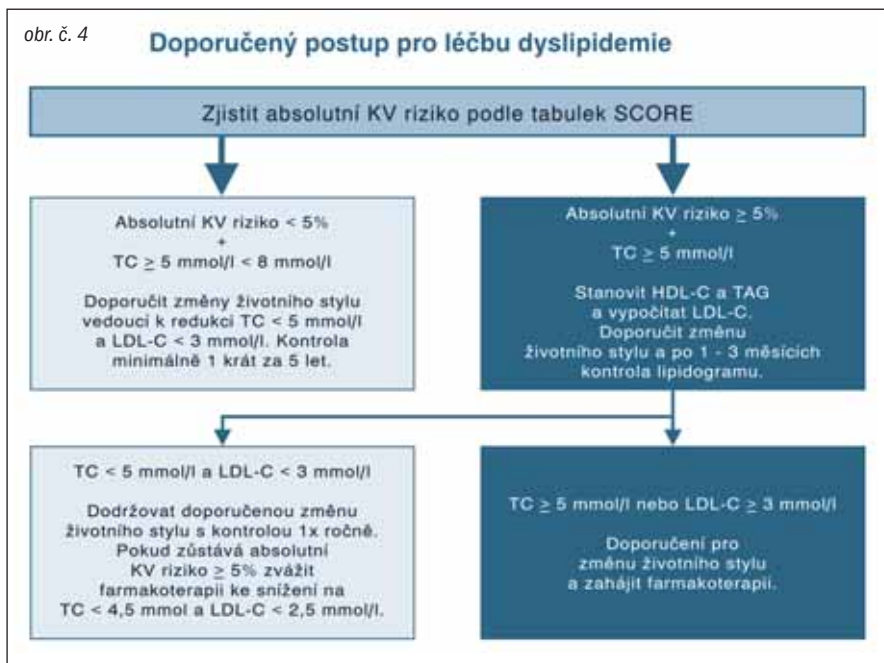 obr. č. 4
Doporučený postup pro léčbu dyslipidemie
Zjistit absolutní KV riziko podle tabulek SCORE
Absolutní KV riziko < 5%
+
TC ≥ 5 mmol/l < 8 mmol/l
Doporučit změny životního stylu
vedoucí k redukci TC < 5 mmol/l
a LDL-C < 3 mmol/l. Kontrola
minimálně 1 krát za 5 let.
Absolutní KV riziko ≥ 5%
+
TC ≥ 5 mmol/l
Stanovit HDL-C a TAG
a vypočítat LDL-C.
Doporučit změnu
životního stylu a po 1 - 3 měsících
kontrola lipidogramu.
TC < 5 mmol/l a LDL-C < 3 mmol/l
Dodržovat doporučenou změnu
životního stylu s kontrolou 1x ročně.
Pokud zůstává absolutní
KV riziko ≥ 5% zvážit
farmakoterapii ke snížení na
TC < 4,5 mmol a LDL-C < 2,5 mmol/l.
TC ≥ 5 mmol/l nebo LDL-C ≥ 3 mmol/l
Doporučení pro
změnu životního stylu
a zahájit farmakoterapii.